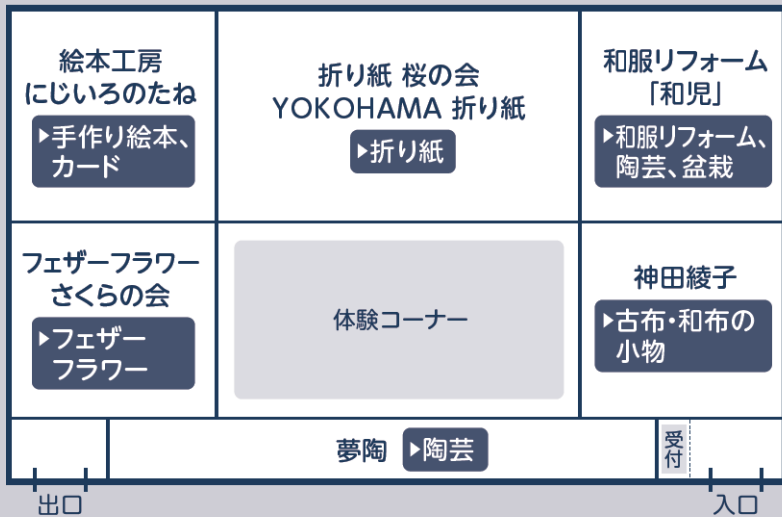 絵本工房
にじいろのたね
▶手作り絵本、
カード
折り紙 桜の会
YOKOHAMA 折り紙
▶折り紙
和服リフォーム
「和児」
▶和服リフォーム、
陶芸、盆栽
フェザーフラワー
さくらの会
▶フェザー
フラワー
体験コーナー
神田綾子
▶古布・和布の
小物
夢陶 ▶陶芸
受付
出口
入口